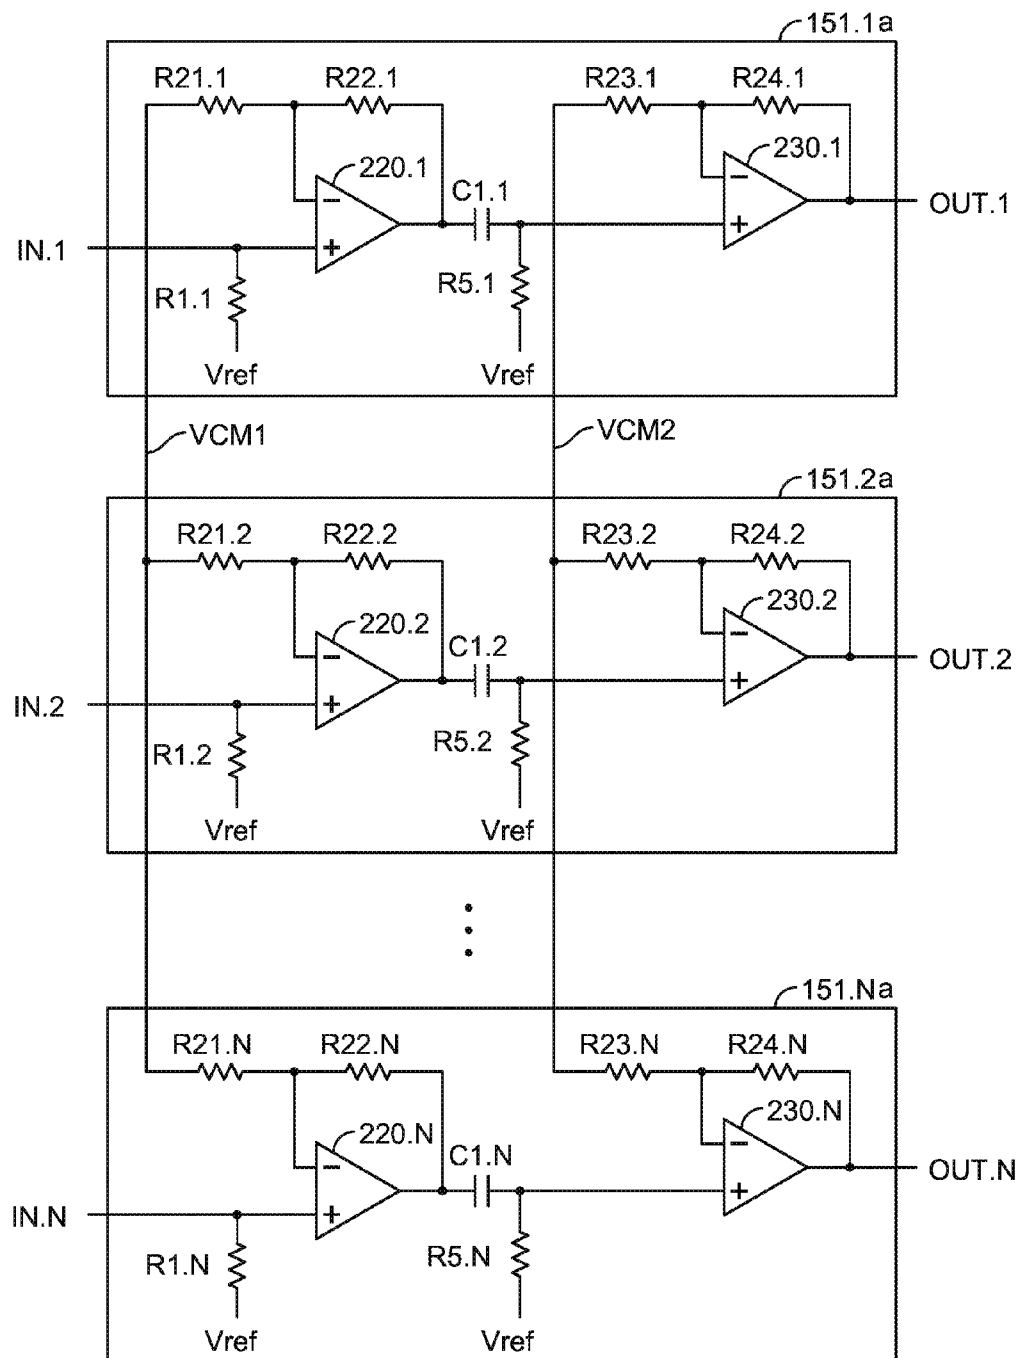 151.1a
R21.1 R22.1 R23.1 R24.1
220.1 230.1
C1.1
− − OUT.1
+ +
IN.1
R1.1 R5.1
Vref Vref
VCM1 VCM2
151.2a
R21.2 R22.2 R23.2 R24.2
220.2 230.2
C1.2
− − OUT.2
+ +
IN.2
R1.2 R5.2
Vref Vref
151.Na
R21.N R22.N R23.N R24.N
220.N 230.N
C1.N
− − OUT.N
+ +
IN.N
R1.N R5.N
Vref Vref